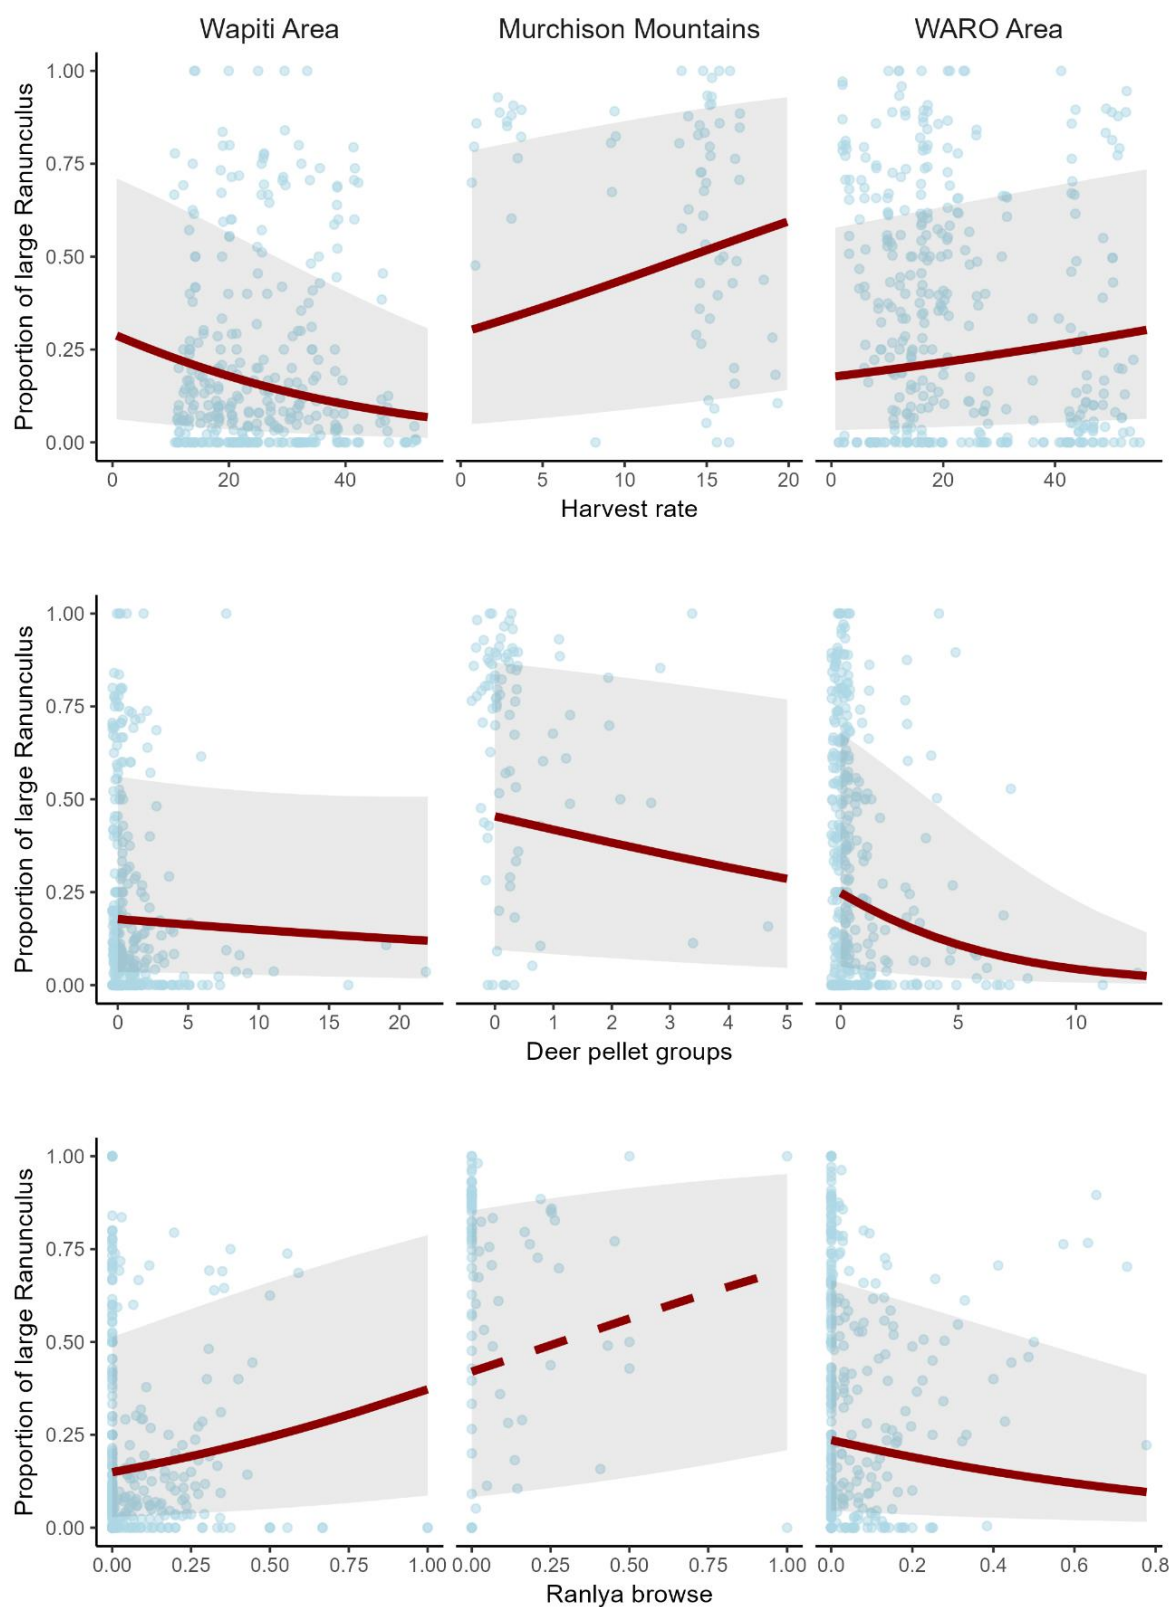 Wapiti Area Murchison Mountains WARO Area
Proportion of large Ranunculus
1.00
0.75
0.50
0.25
0.00
0 20 40 0 5 10 15 20 0 20 40
Harvest rate
Proportion of large Ranunculus
1.00
0.75
0.50
0.25
0.00
0 5 10 15 20 0 1 2 3 4 5 0 5 10
Deer pellet groups
Proportion of large Ranunculus
1.00
0.75
0.50
0.25
0.00
0.00 0.25 0.50 0.75 1.00 0.00 0.25 0.50 0.75 1.00 0.0 0.2 0.4 0.6 0.8
Ranlya browse